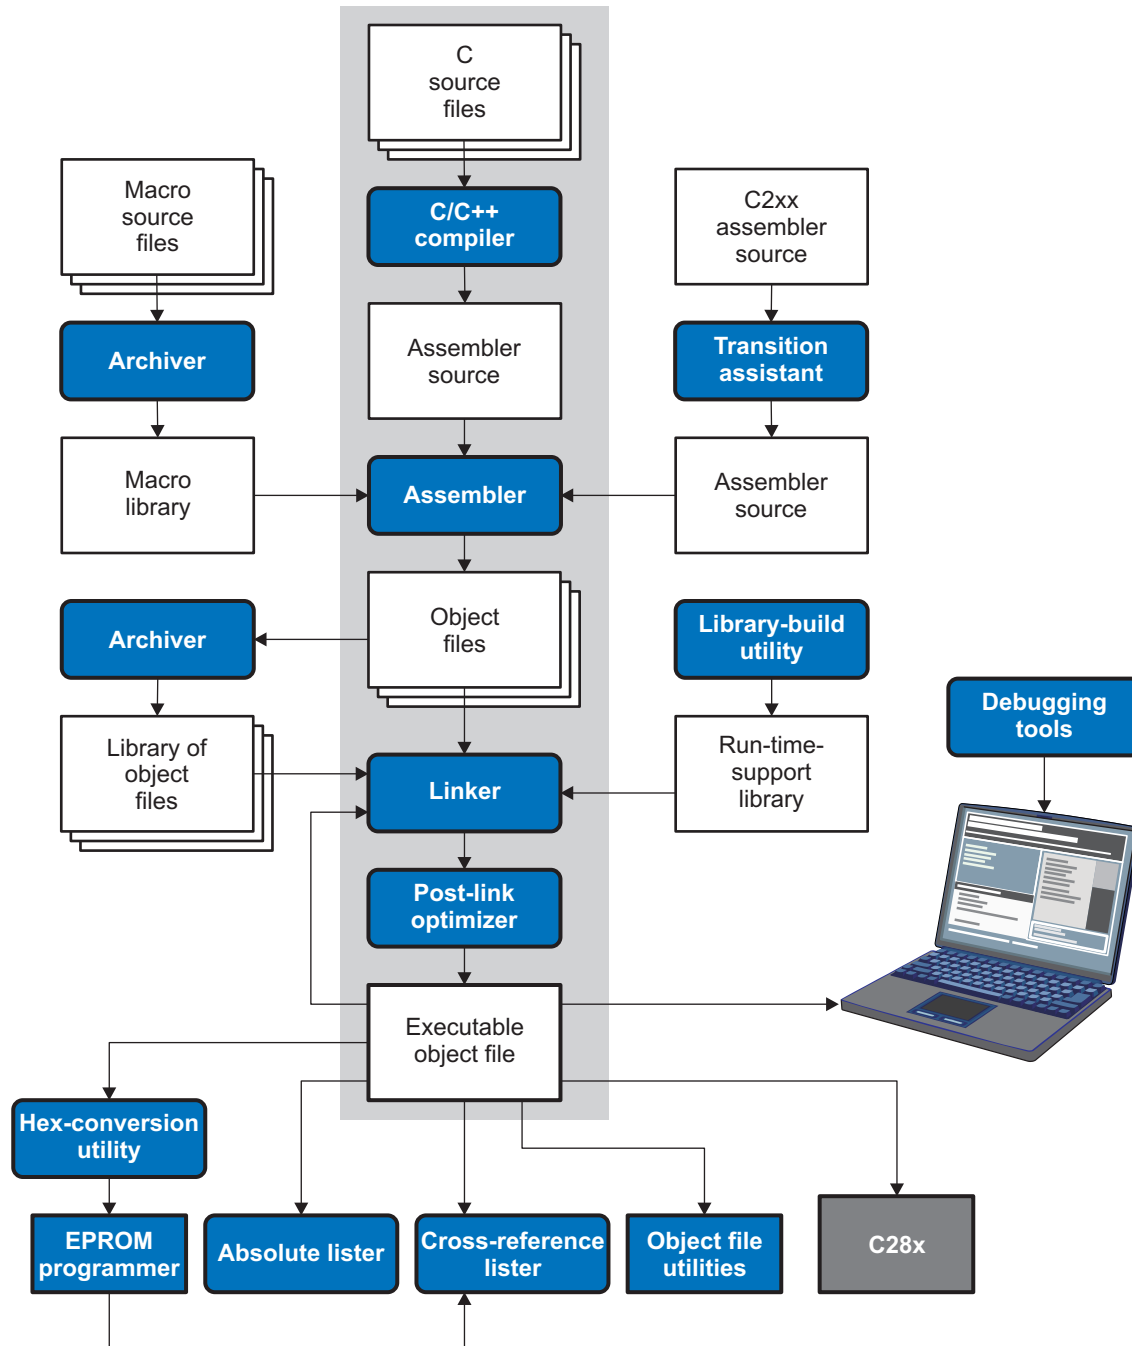 C
source
files
Macro
source
files
C/C++
compiler
C2xx
assembler
source
Archiver
Assembler
source
Transition
assistant
Macro
library
Assembler
Assembler
source
Archiver
Object
files
Library-build
utility
Debugging
tools
Library of
object
files
Linker
Run-time-
support
library
Post-link
optimizer
Executable
object file
Hex-conversion
utility
EPROM
programmer
Absolute lister
Cross-reference
lister
Object file
utilities
C28x